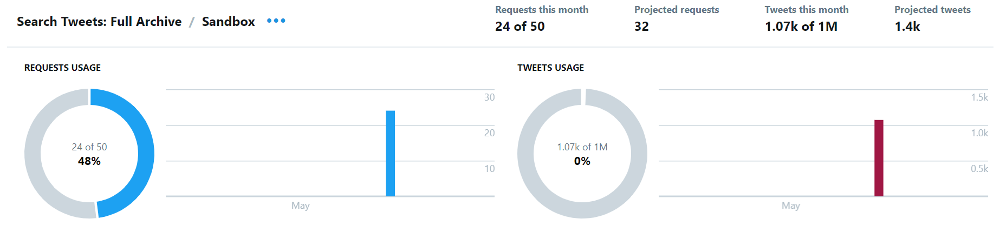 Search Tweets: Full Archive / Sandbox •••
Requests this month
24 of 50
Projected requests
32
Tweets this month
1.07k of 1M
Projected tweets
1.4k
REQUESTS USAGE
24 of 50
48%
30
20
10
May
TWEETS USAGE
1.07k of 1M
0%
1.5k
1.0k
0.5k
May